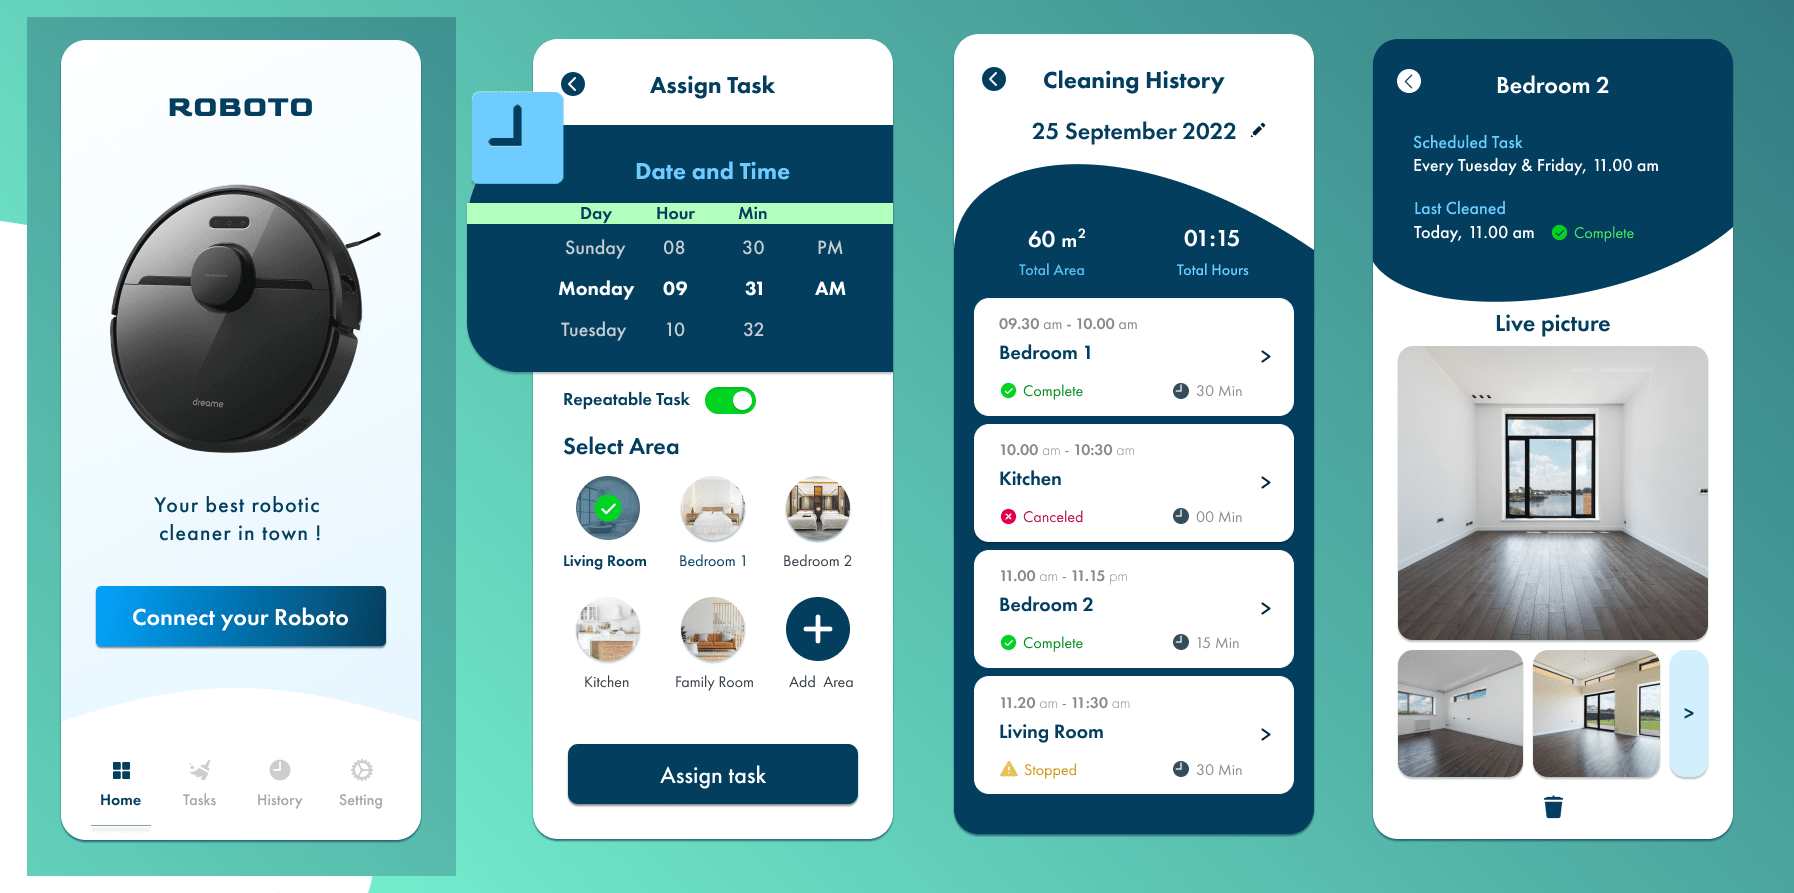 ROBOTO
dreame
Your best robotic
cleaner in town !
Connect your Roboto
Home Tasks History Setting
Assign Task
Date and Time
Day Hour Min
Sunday 08 30 PM
Monday 09 31 AM
Tuesday 10 32
Repeatable Task
Select Area
Living Room Bedroom 1 Bedroom 2
Kitchen Family Room Add Area
Assign task
Cleaning History
25 September 2022
60 m² 01:15
Total Area Total Hours
09.30 am - 10.00 am
Bedroom 1 >
Complete 30 Min
10.00 am - 10:30 am
Kitchen >
Canceled 00 Min
11.00 am - 11.15 pm
Bedroom 2 >
Complete 15 Min
11.20 am - 11:30 am
Living Room >
Stopped 30 Min
Bedroom 2
Scheduled Task
Every Tuesday & Friday, 11.00 am
Last Cleaned
Today, 11.00 am Complete
Live picture
>